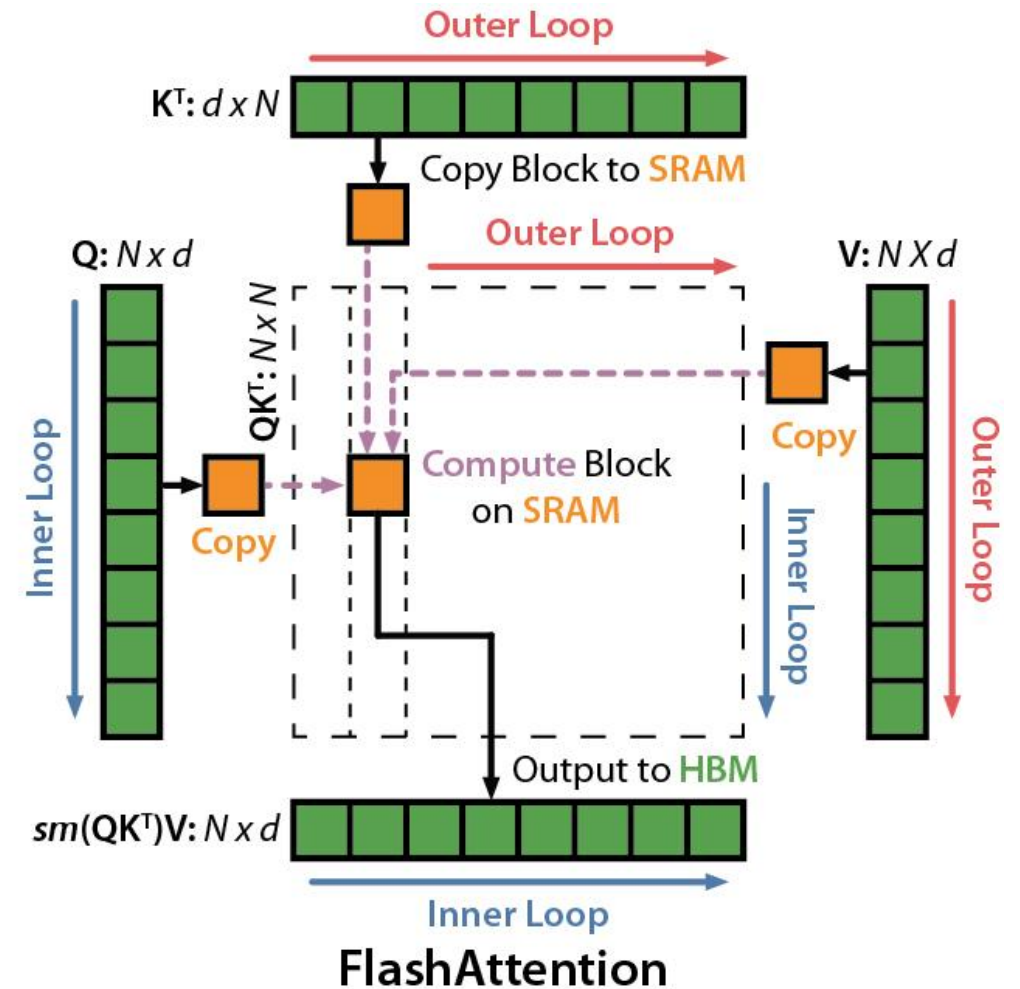 Outer Loop
Kᵀ: d x N
Copy Block to SRAM
Outer Loop
Q: N x d
V: N X d
QKᵀ: N x N
Copy
Compute Block
on SRAM
Copy
Inner Loop
Inner Loop
Outer Loop
Output to HBM
sm(QKᵀ)V: N x d
Inner Loop
FlashAttention